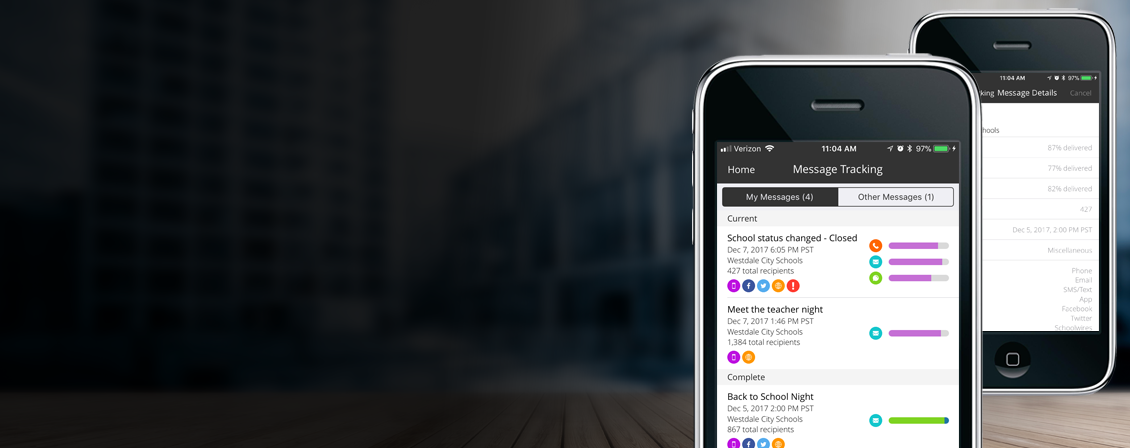 Verizon 11:04 AM 97%
Home Message Tracking
My Messages (4) Other Messages (1)
Current
School status changed - Closed
Dec 7, 2017 6:05 PM PST
Westdale City Schools
427 total recipients
Meet the teacher night
Dec 7, 2017 1:46 PM PST
Westdale City Schools
1,384 total recipients
Complete
Back to School Night
Dec 5, 2017 2:00 PM PST
Westdale City Schools
867 total recipients
11:04 AM 97%
king Message Details Cancel
hools
87% delivered
77% delivered
82% delivered
427
Dec 5, 2017, 2:00 PM PST
Miscellaneous
Phone
Email
SMS/Text
App
Facebook
Twitter
Schoolwires